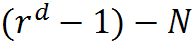 (r^d − 1) − N